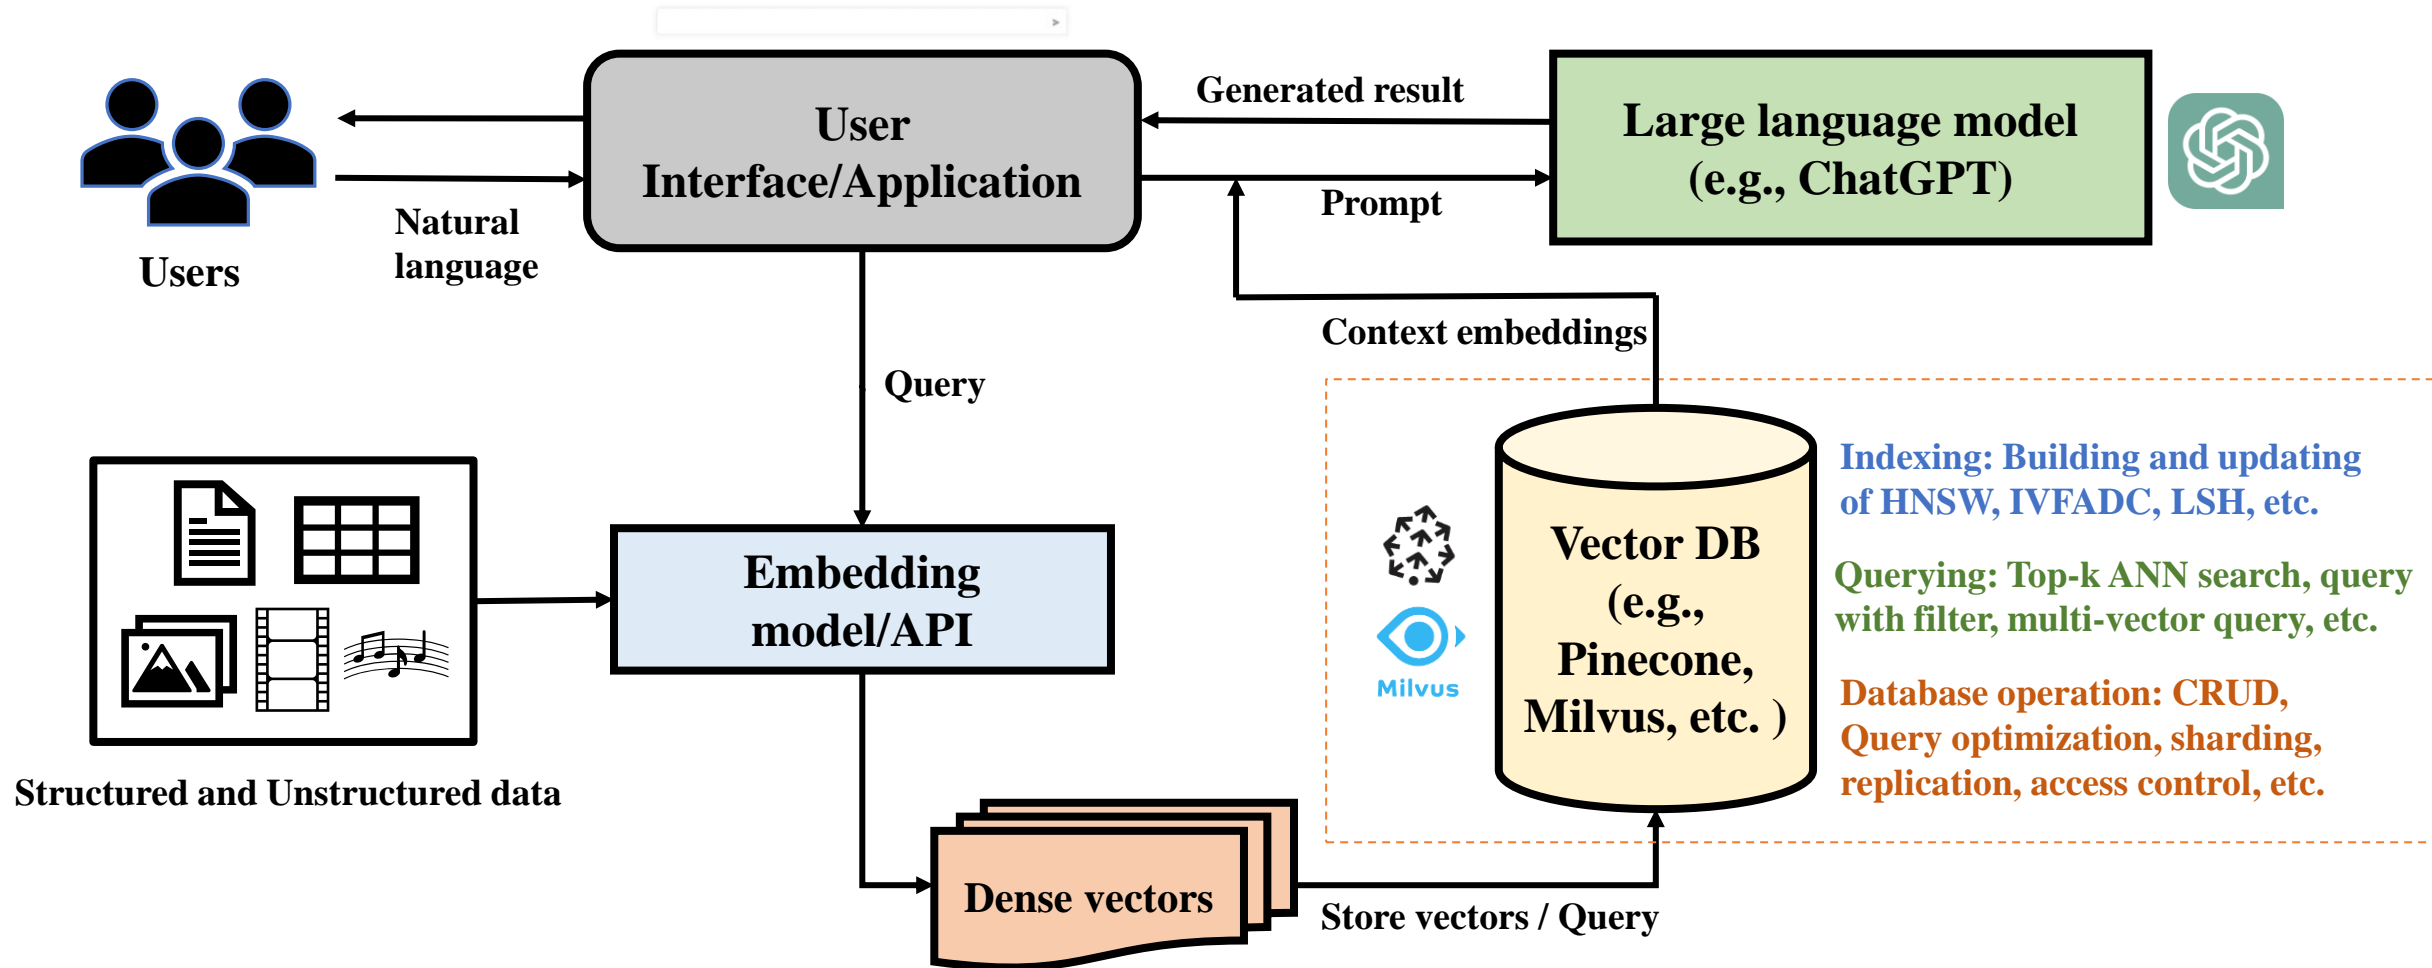 >
User
Interface/Application
Generated result
Large language model
(e.g., ChatGPT)
Prompt
Natural
language
Users
Context embeddings
Query
Embedding
model/API
Structured and Unstructured data
Vector DB
(e.g.,
Pinecone,
Milvus, etc. )
Milvus
Indexing: Building and updating
of HNSW, IVFADC, LSH, etc.
Querying: Top-k ANN search, query
with filter, multi-vector query, etc.
Database operation: CRUD,
Query optimization, sharding,
replication, access control, etc.
Dense vectors
Store vectors / Query